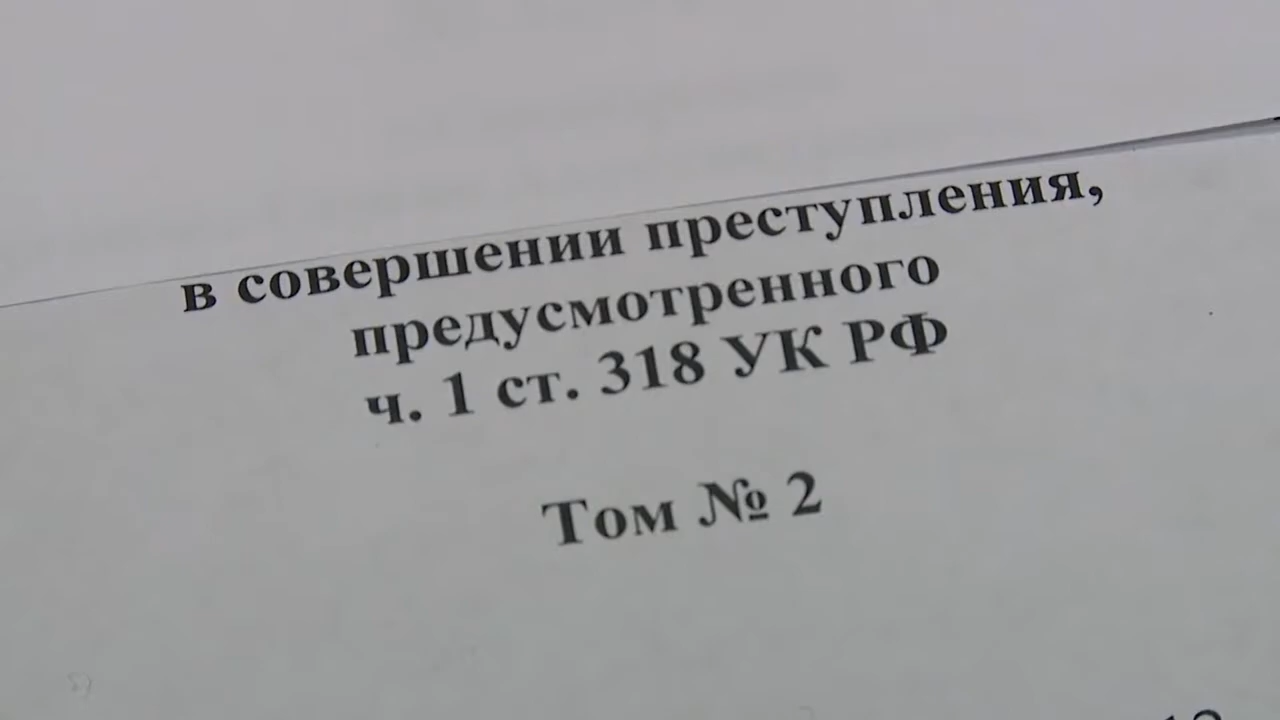 в совершении преступления,
предусмотренного
ч. 1 ст. 318 УК РФ
Том № 2